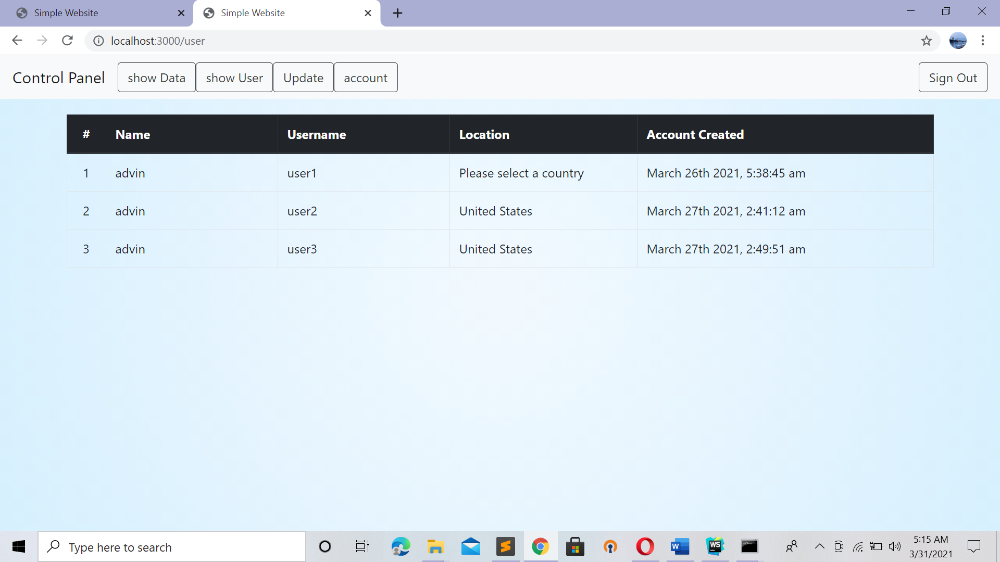 Simple Website
Simple Website
localhost:3000/user
Control Panel show Data show User Update account Sign Out
# Name Username Location Account Created
1 advin user1 Please select a country March 26th 2021, 5:38:45 am
2 advin user2 United States March 27th 2021, 2:41:12 am
3 advin user3 United States March 27th 2021, 2:49:51 am
Type here to search
W
WS
C:\
5:15 AM
3/31/2021